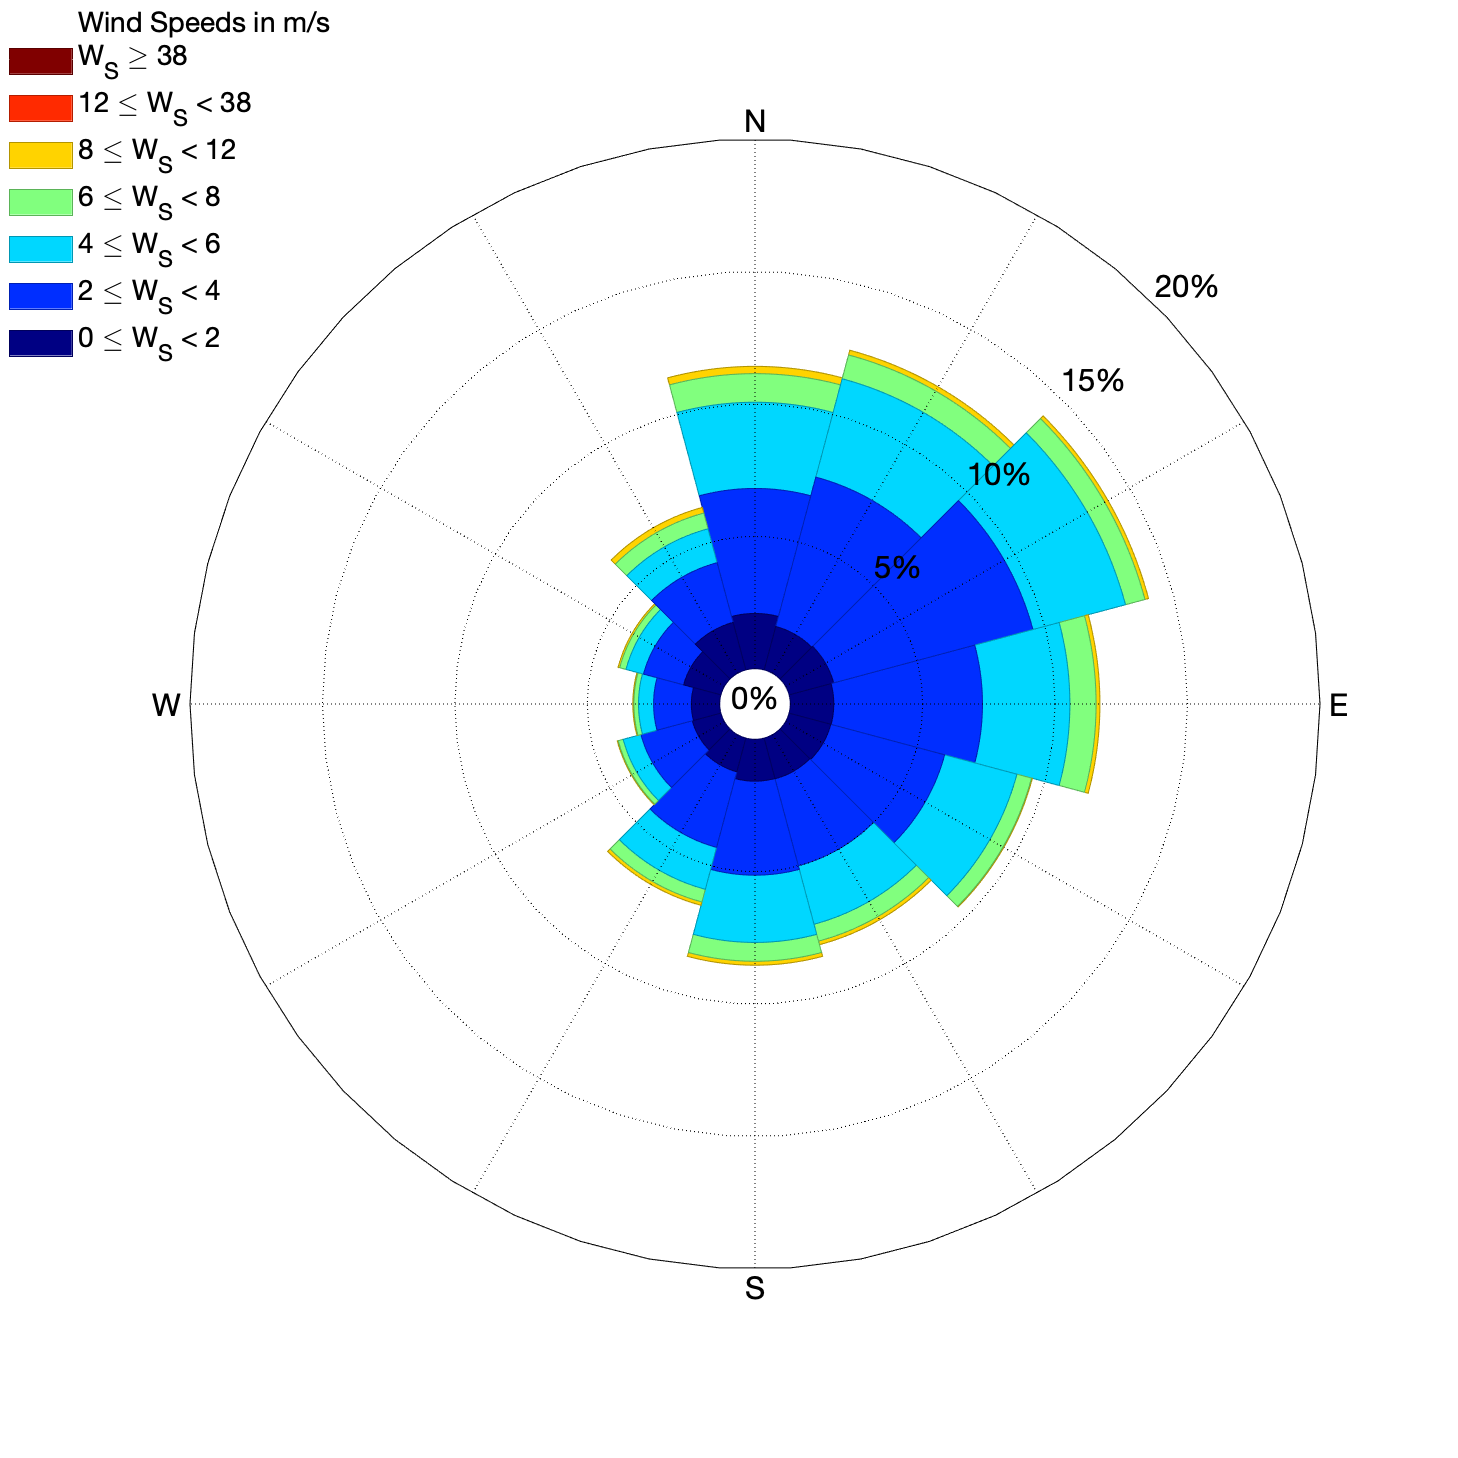 Wind Speeds in m/s
W_S ≥ 38
12 ≤ W_S < 38
8 ≤ W_S < 12
6 ≤ W_S < 8
4 ≤ W_S < 6
2 ≤ W_S < 4
0 ≤ W_S < 2
N
20%
15%
10%
5%
0%
W
E
S